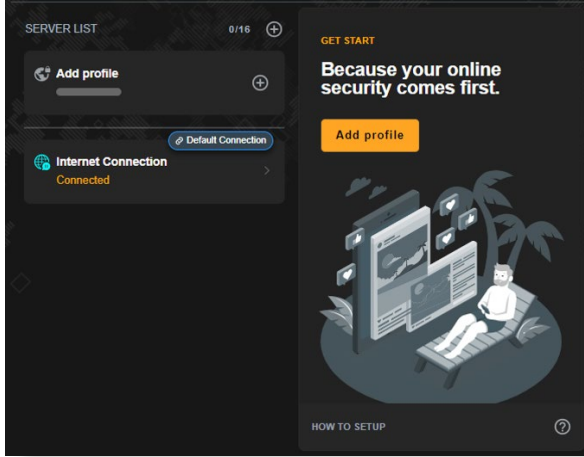 SERVER LIST
0/16
Add profile
Default Connection
Internet Connection
Connected
GET START
Because your online
security comes first.
Add profile
HOW TO SETUP
?